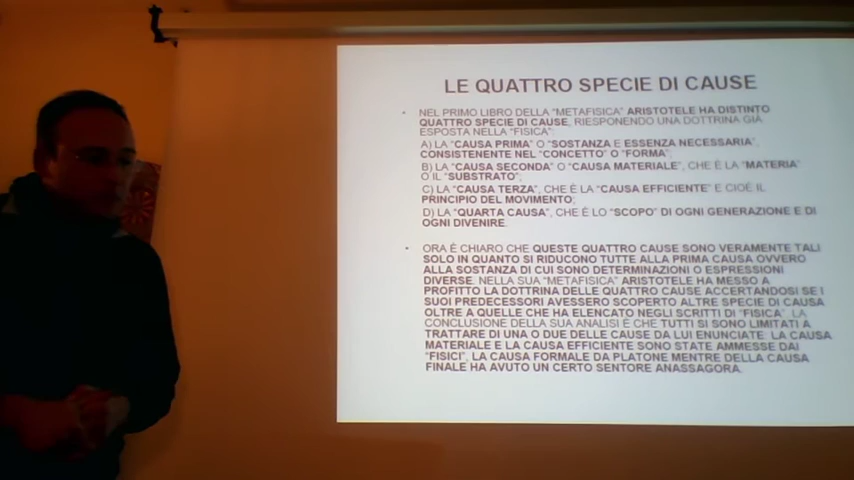 LE QUATTRO SPECIE DI CAUSE
• NEL PRIMO LIBRO DELLA "METAFISICA" ARISTOTELE HA DISTINTO
QUATTRO SPECIE DI CAUSE, RIESPONENDO UNA DOTTRINA GIÀ
ESPOSTA NELLA "FISICA":
A) LA "CAUSA PRIMA" O "SOSTANZA E ESSENZA NECESSARIA",
CONSISTENTE NEL "CONCETTO" O "FORMA";
B) LA "CAUSA SECONDA" O "CAUSA MATERIALE", CHE È LA "MATERIA"
O IL "SUBSTRATO";
C) LA "CAUSA TERZA", CHE È LA "CAUSA EFFICIENTE" E CIOÈ IL
PRINCIPIO DEL MOVIMENTO;
D) LA "QUARTA CAUSA", CHE È LO "SCOPO" DI OGNI GENERAZIONE E DI
OGNI DIVENIRE.
• ORA È CHIARO CHE QUESTE QUATTRO CAUSE SONO VERAMENTE TALI
SOLO IN QUANTO SI RIDUCONO TUTTE ALLA PRIMA CAUSA OVVERO
ALLA SOSTANZA DI CUI SONO DETERMINAZIONI O ESPRESSIONI
DIVERSE. NELLA SUA "METAFISICA" ARISTOTELE HA MESSO A
PROFITTO LA DOTTRINA DELLE QUATTRO CAUSE ACCERTANDOSI SE I
SUOI PREDECESSORI AVESSERO SCOPERTO ALTRE SPECIE DI CAUSA
OLTRE A QUELLE CHE HA ELENCATO NEGLI SCRITTI DI "FISICA". LA
CONCLUSIONE DELLA SUA ANALISI È CHE TUTTI SI SONO LIMITATI A
TRATTARE DI UNA O DUE DELLE CAUSE DA LUI ENUNCIATE: LA CAUSA
MATERIALE E LA CAUSA EFFICIENTE SONO STATE AMMESSE DAI
"FISICI", LA CAUSA FORMALE DA PLATONE MENTRE DELLA CAUSA
FINALE HA AVUTO UN CERTO SENTORE ANASSAGORA.